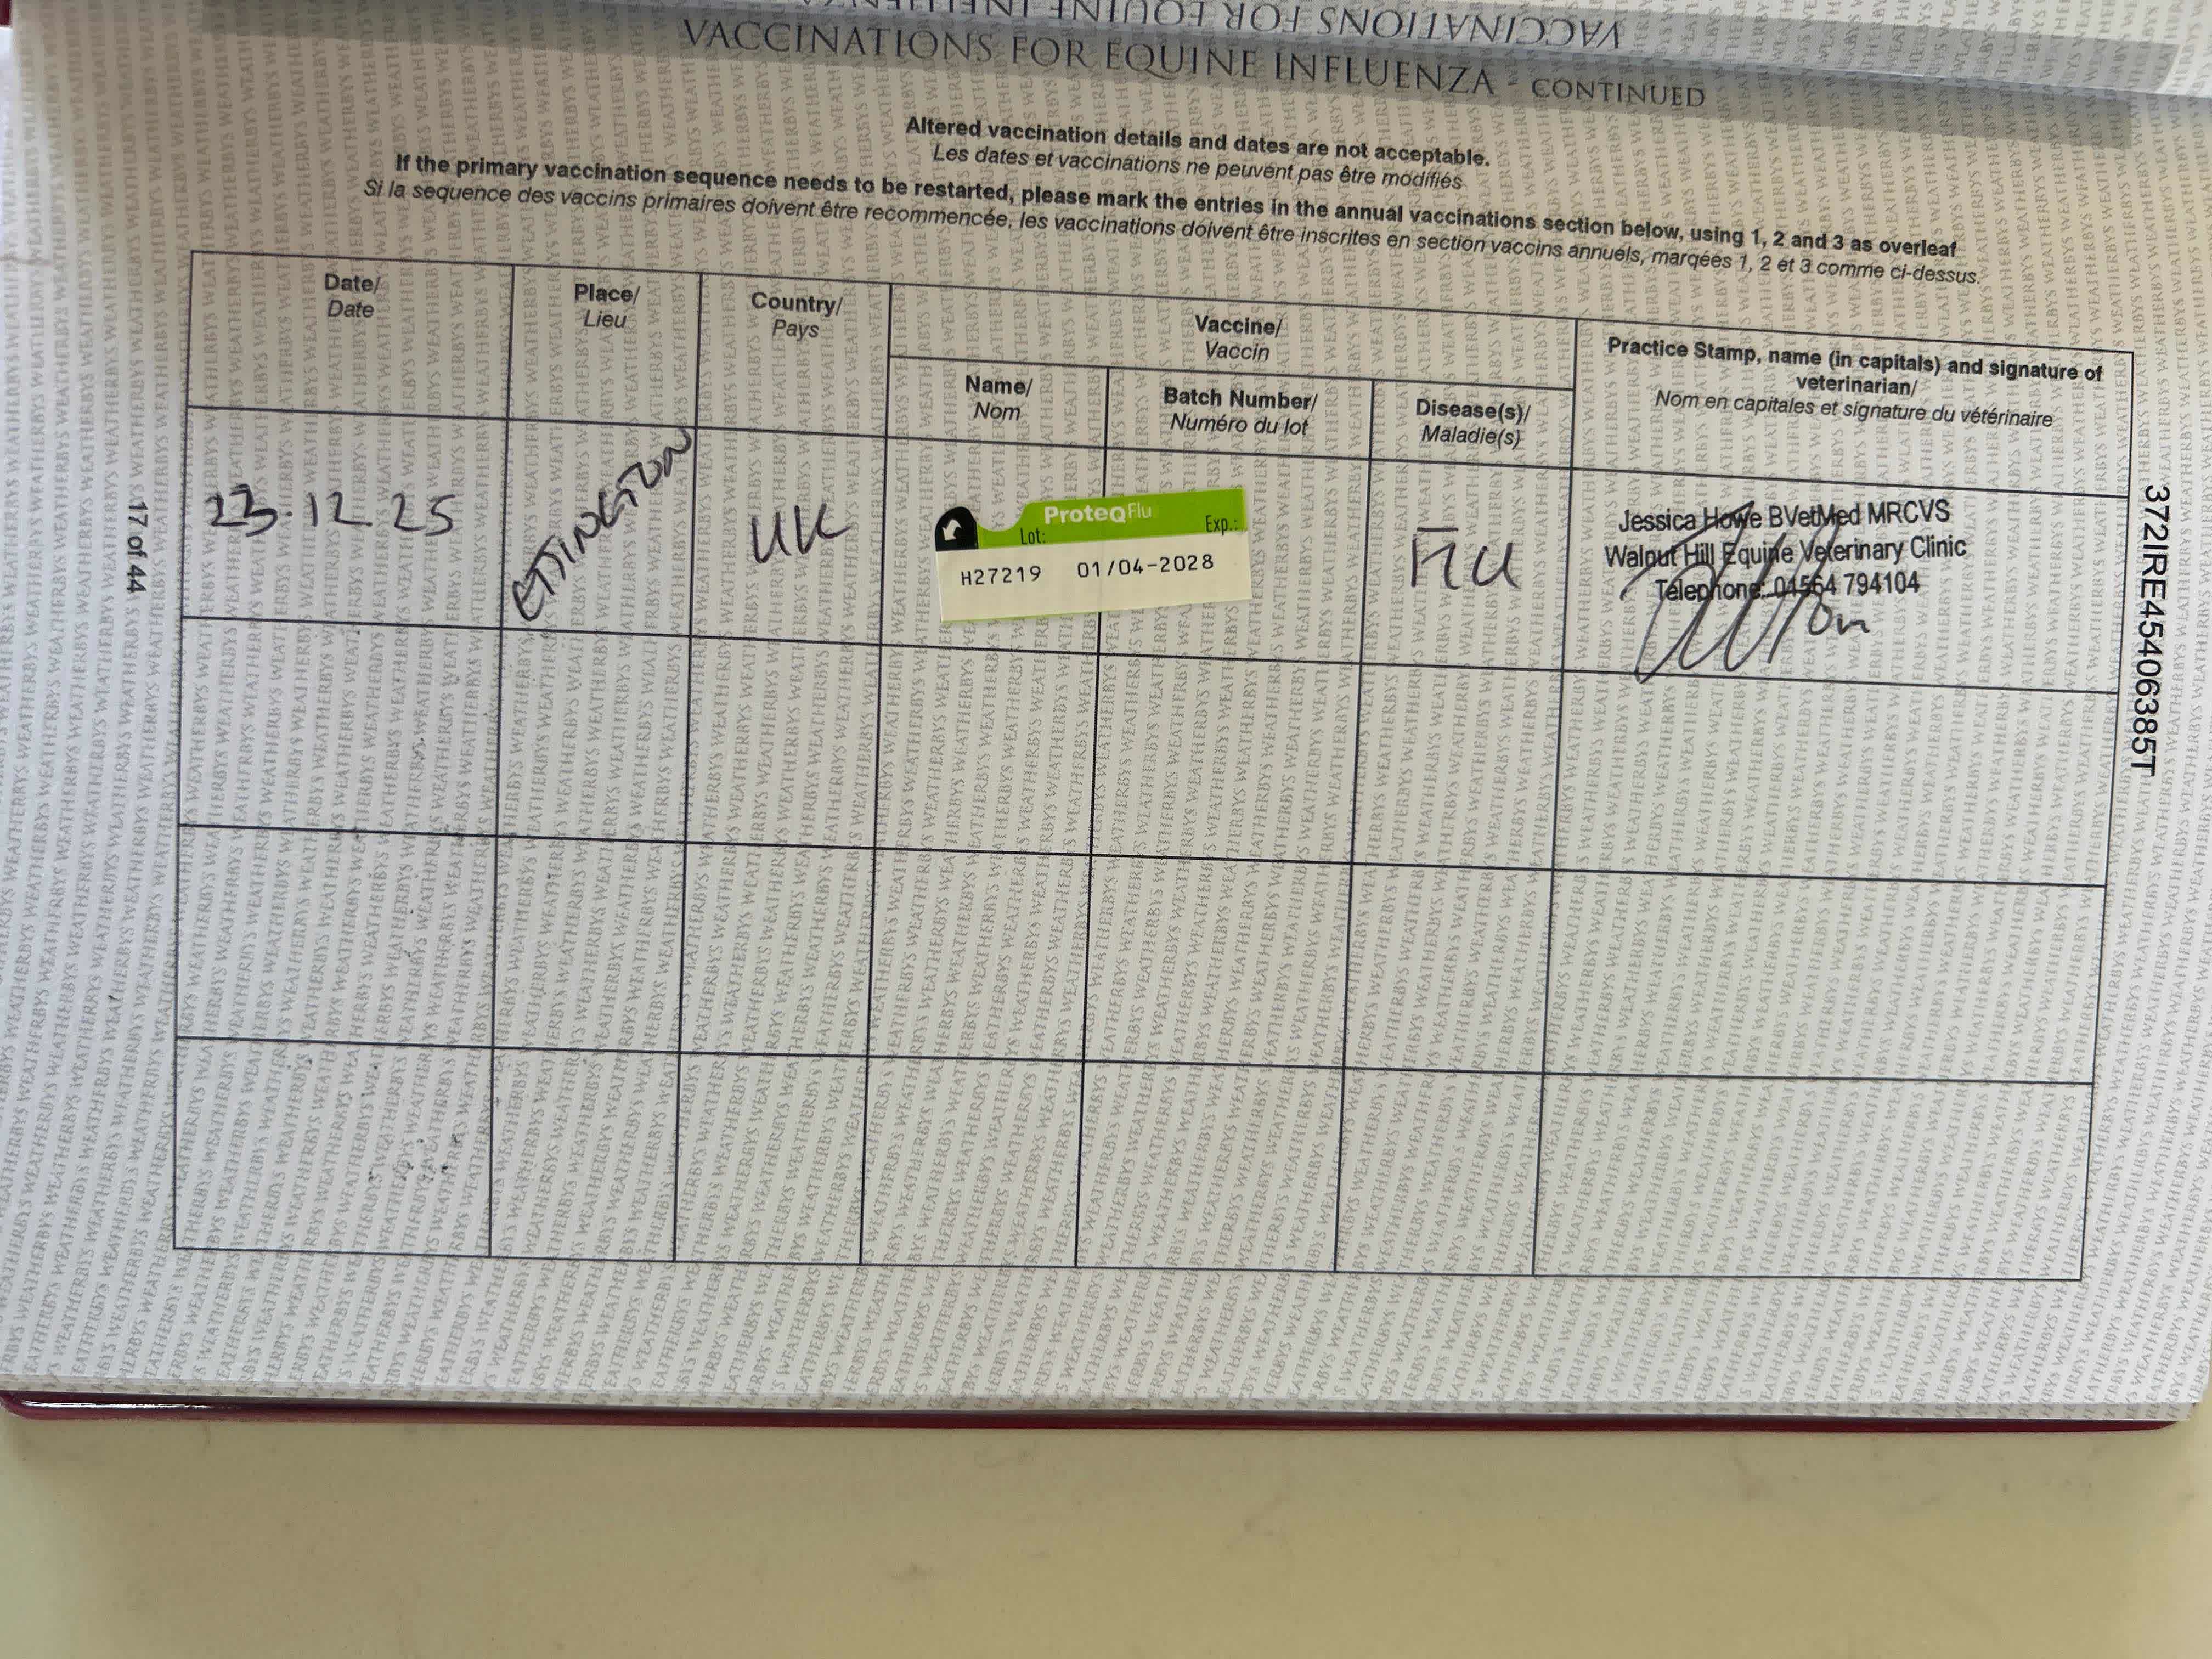 VACCINATIONS FOR EQUINE INFLUENZA
VACCINATIONS FOR EQUINE INFLUENZA - CONTINUED
Altered vaccination details and dates are not acceptable.
Les dates et vaccinations ne peuvent pas être modifiés
If the primary vaccination sequence needs to be restarted, please mark the entries in the annual vaccinations section below, using 1, 2 and 3 as overleaf
Si la sequence des vaccins primaires doivent être recommencée, les vaccinations doivent être inscrites en section vaccins annuels, marqées 1, 2 et 3 comme ci-dessus.
Date/
Date
Place/
Lieu
Country/
Pays
Vaccine/
Vaccin
Name/
Nom
Batch Number/
Numéro du lot
Disease(s)/
Maladie(s)
Practice Stamp, name (in capitals) and signature of
veterinarian/
Nom en capitales et signature du vétérinaire
23.12.25
ETTINGTON
UK
ProteqFlu
Lot: Exp.:
H27219 01/04-2028
Flu
Jessica Howe BVetMed MRCVS
Walnut Hill Equine Veterinary Clinic
Telephone: 01564 794104
17 of 44
372IRE45406385T